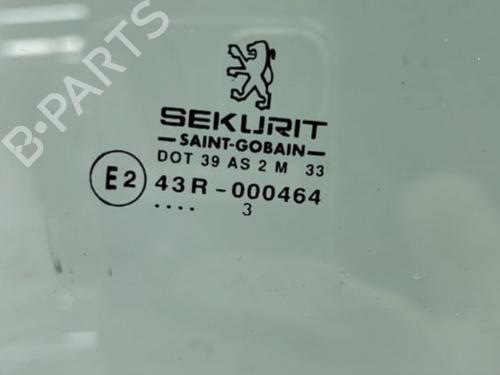 B-PARTS
SEKURIT
SAINT-GOBAIN
DOT 39 AS 2 M 33
E2 43R-000464
.... 3